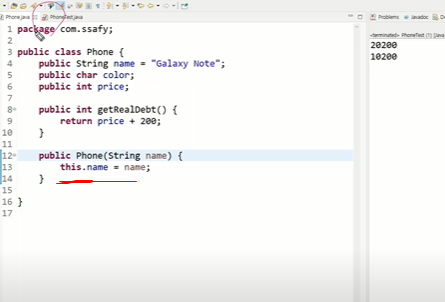 Phone.java
PhoneTest.java
1 package com.ssafy;
2
3 public class Phone {
4 public String name = "Galaxy Note";
5 public char color;
6 public int price;
7
8 public int getRealDebt() {
9 return price + 200;
10 }
11
12 public Phone(String name) {
13 this.name = name;
14 }
15
16 }
17
Problems Javadoc
<terminated> PhoneTest (1) [Java
20200
10200